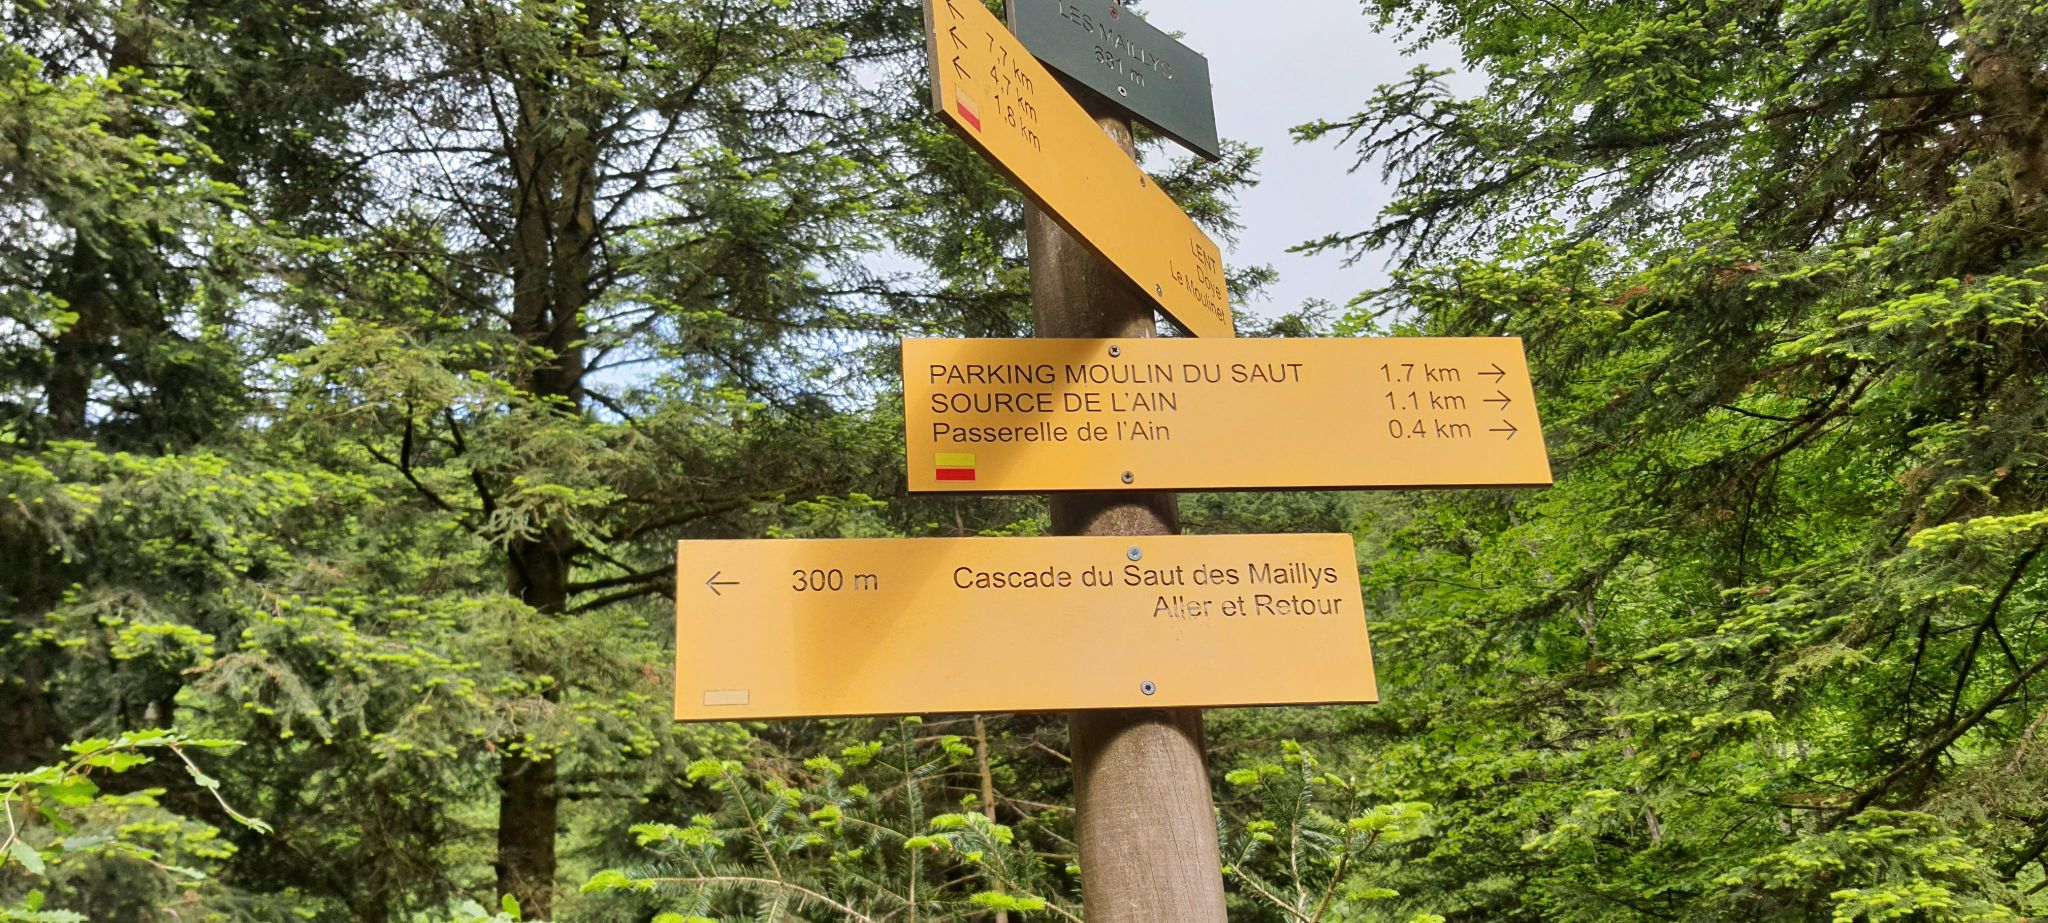 LES MAILLYS
681 m
7,7 km
4,7 km
1,8 km
LENT
Doye
Le Moulinet
PARKING MOULIN DU SAUT 1.7 km →
SOURCE DE L'AIN 1.1 km →
Passerelle de l'Ain 0.4 km →
← 300 m Cascade du Saut des Maillys
Aller et Retour